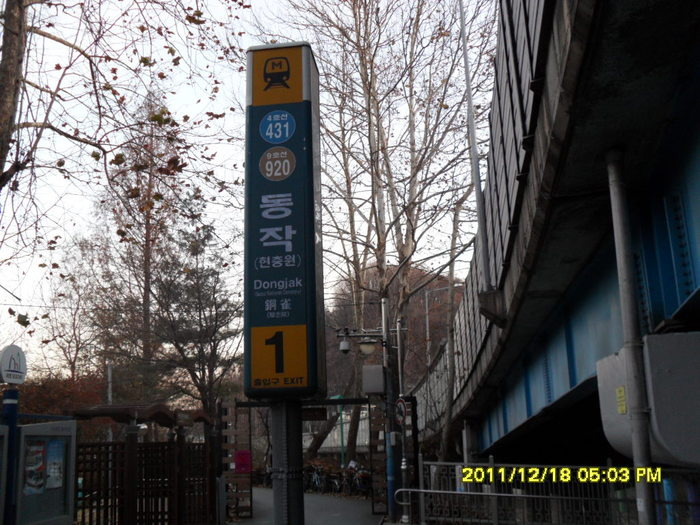 M
4호선
431
9호선
920
동작
(현충원)
Dongjak
(Seoul National Cemetery)
銅雀
(顯忠院)
1
출입구 EXIT
2011/12/18 05:03 PM